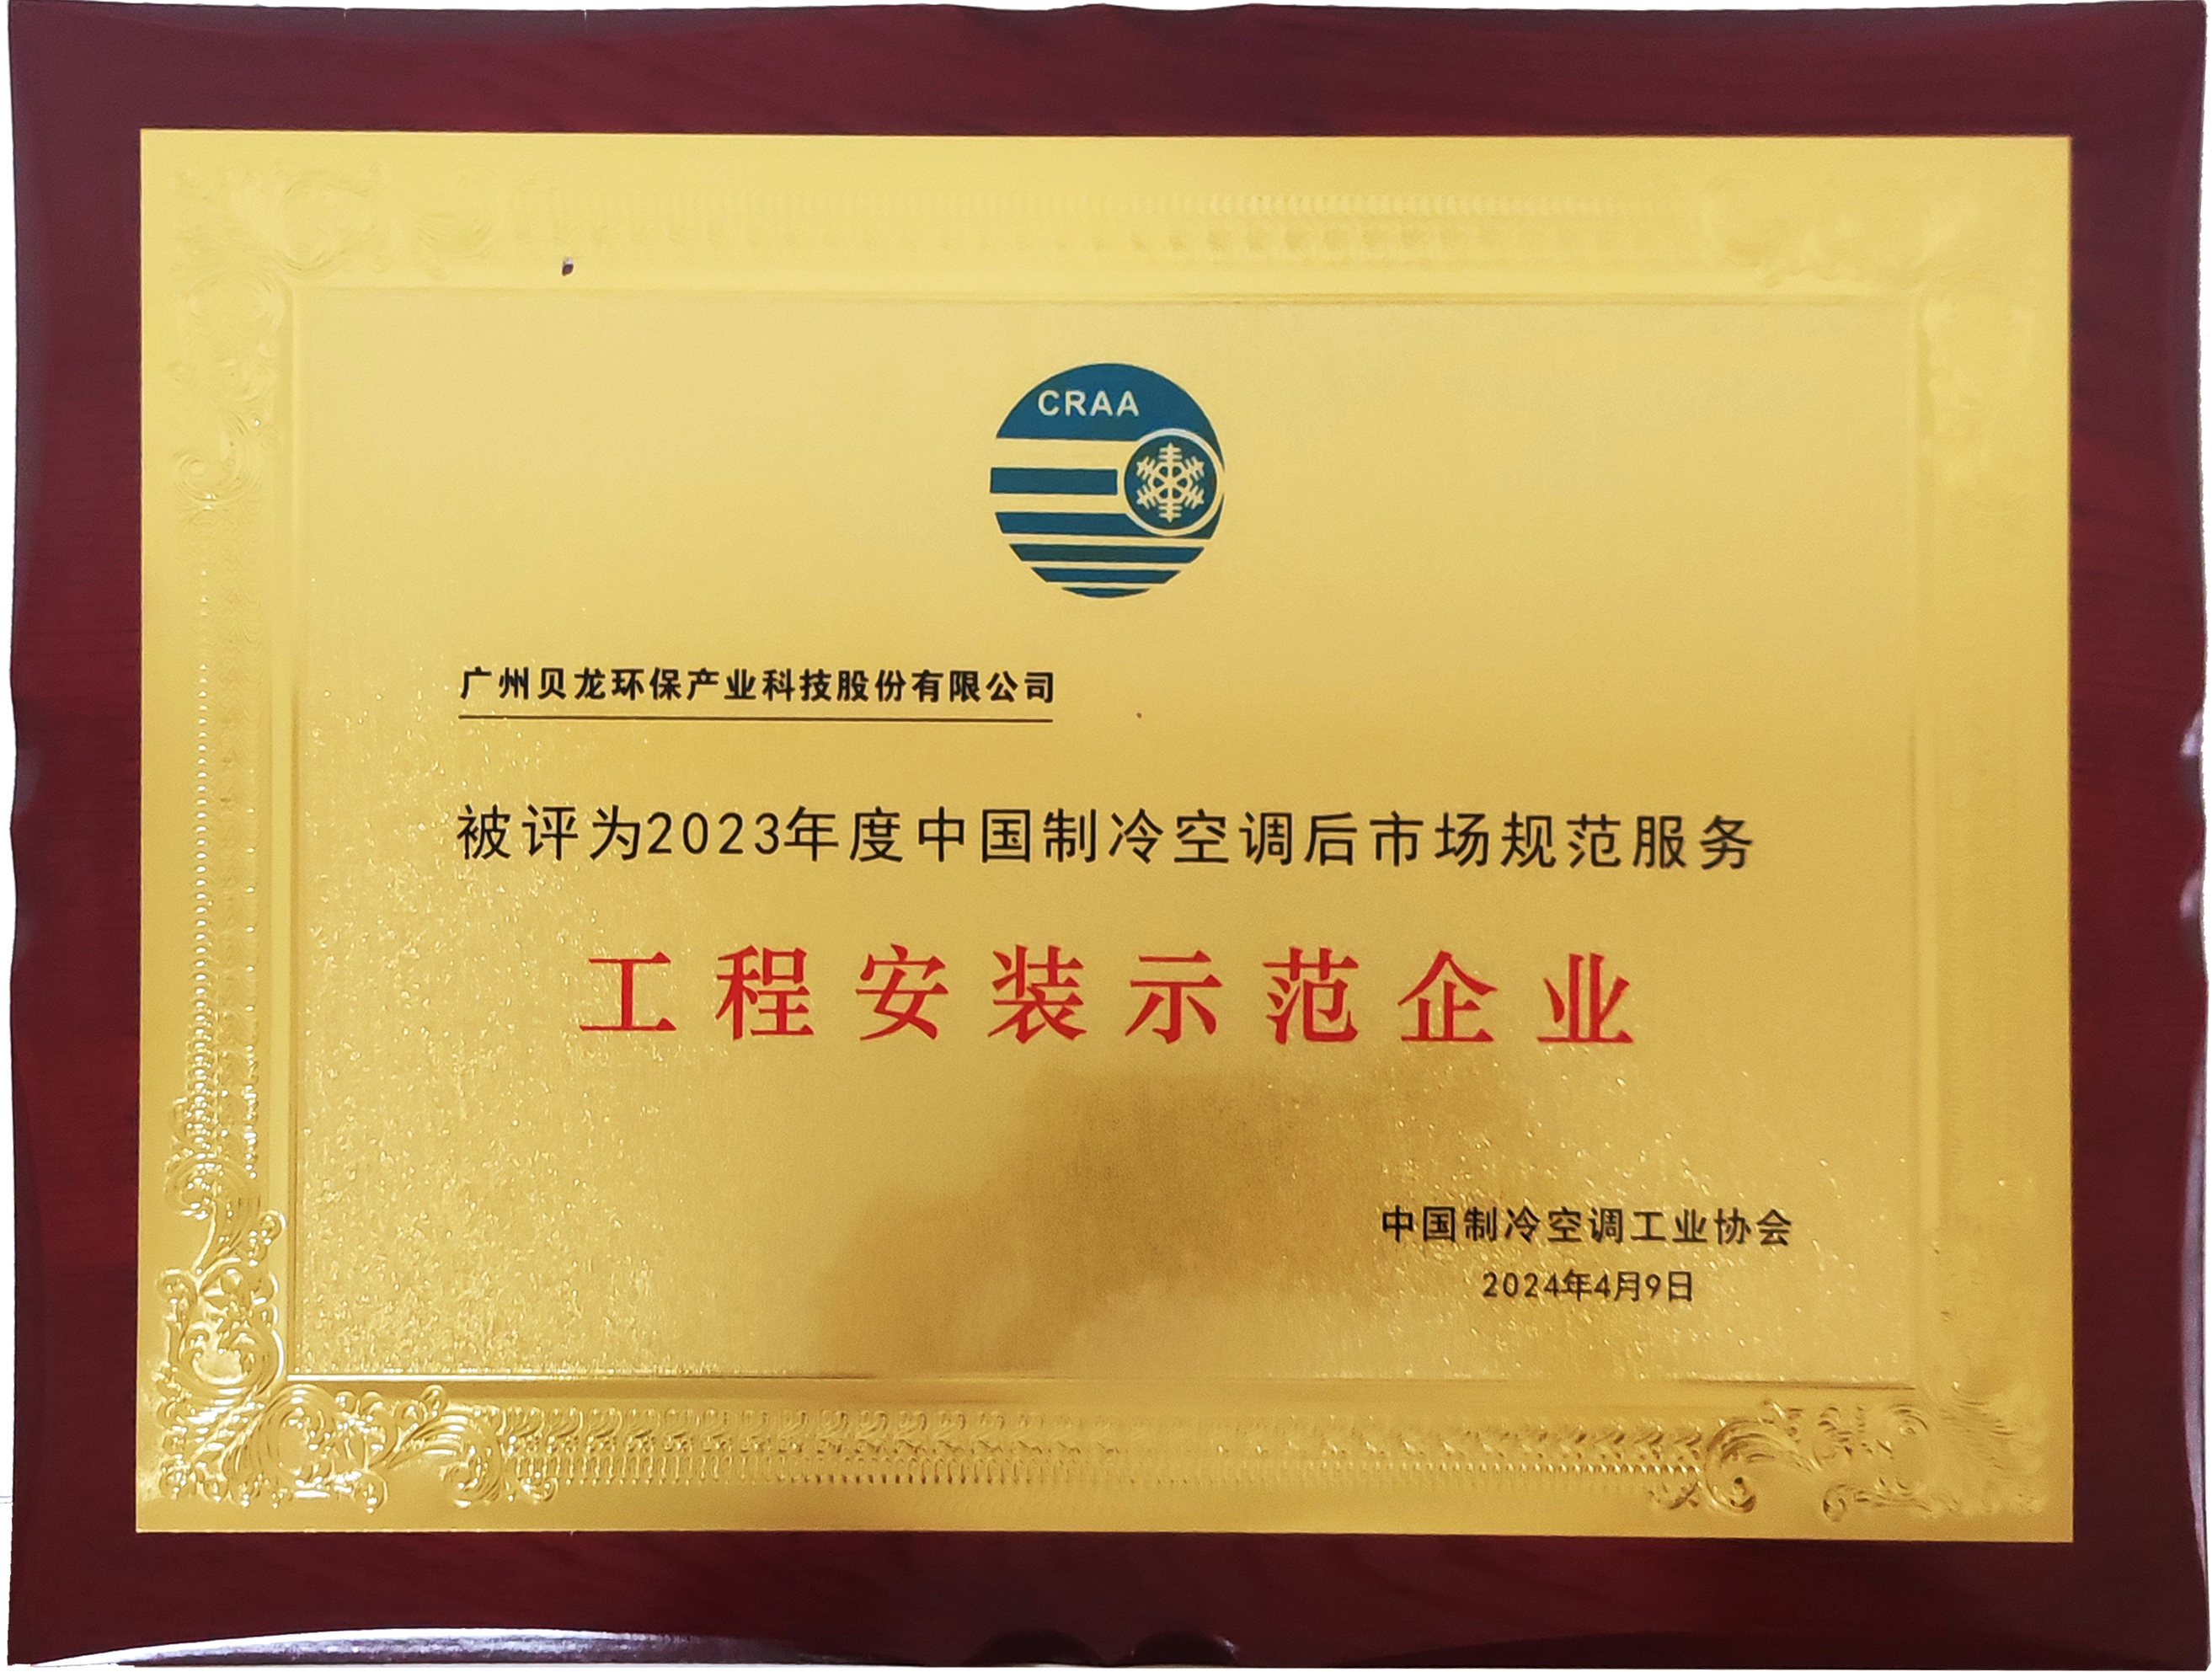 CRAA
广州贝龙环保产业科技股份有限公司
被评为2023年度中国制冷空调后市场规范服务
工程安装示范企业
中国制冷空调工业协会
2024年4月9日